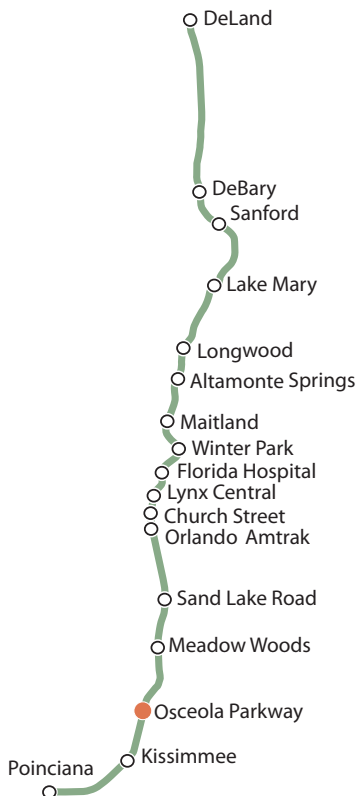 DeLand
DeBary
Sanford
Lake Mary
Longwood
Altamonte Springs
Maitland
Winter Park
Florida Hospital
Lynx Central
Church Street
Orlando Amtrak
Sand Lake Road
Meadow Woods
Osceola Parkway
Kissimmee
Poinciana